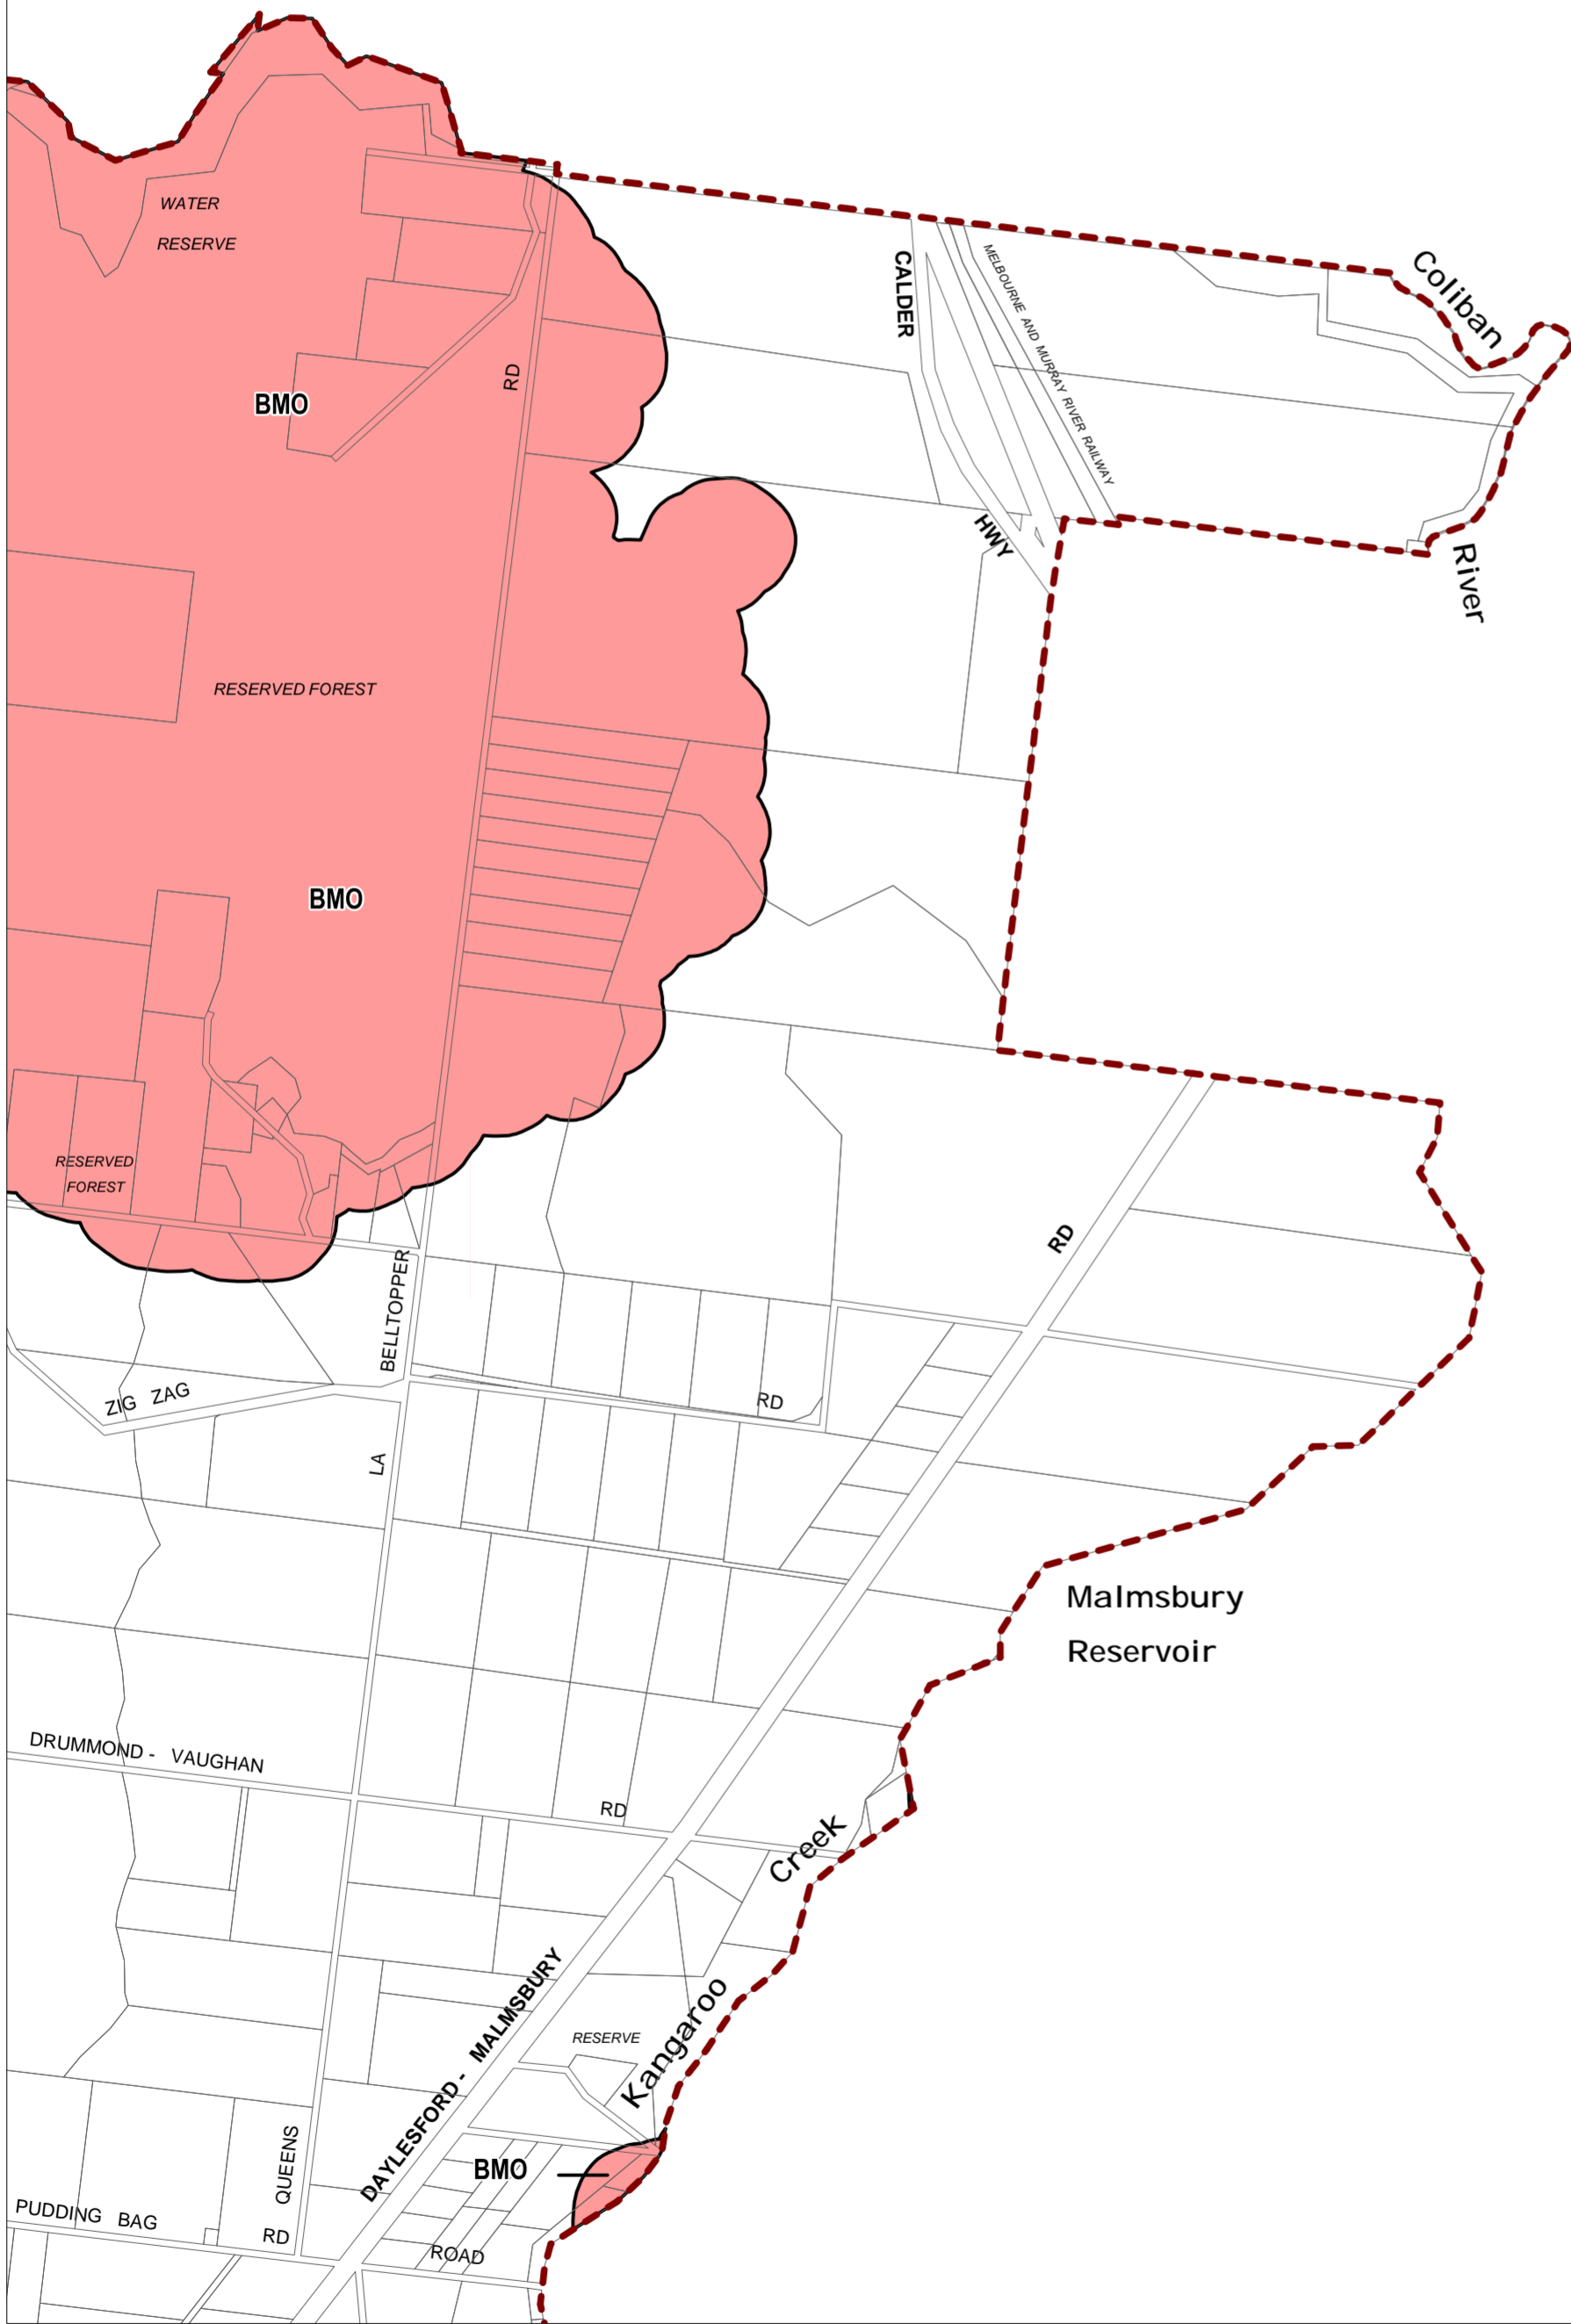 WATER
RESERVE
BMO
RD
CALDER
HWY
MELBOURNE AND MURRAY RIVER RAILWAY
Coliban
River
RESERVED FOREST
BMO
RESERVED
FOREST
RD
BELLTOPPER
ZIG ZAG
RD
LA
Malmsbury
Reservoir
DRUMMOND - VAUGHAN
RD
Creek
Kangaroo
DAYLESFORD - MALMSBURY
RESERVE
QUEENS
BMO
PUDDING BAG
RD
ROAD